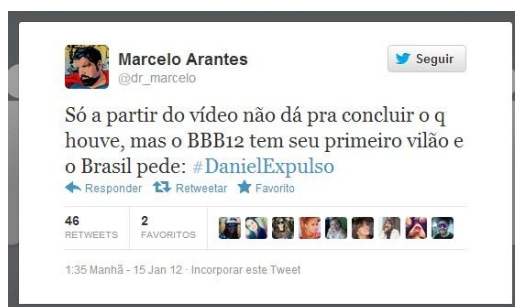 Marcelo Arantes
@dr_marcelo
Seguir
Só a partir do vídeo não dá pra concluir o q
houve, mas o BBB12 tem seu primeiro vilão e
o Brasil pede: #DanielExpulso
Responder Retweetar Favorito
46 2
RETWEETS FAVORITOS
1:35 Manhã - 15 Jan 12 · Incorporar este Tweet